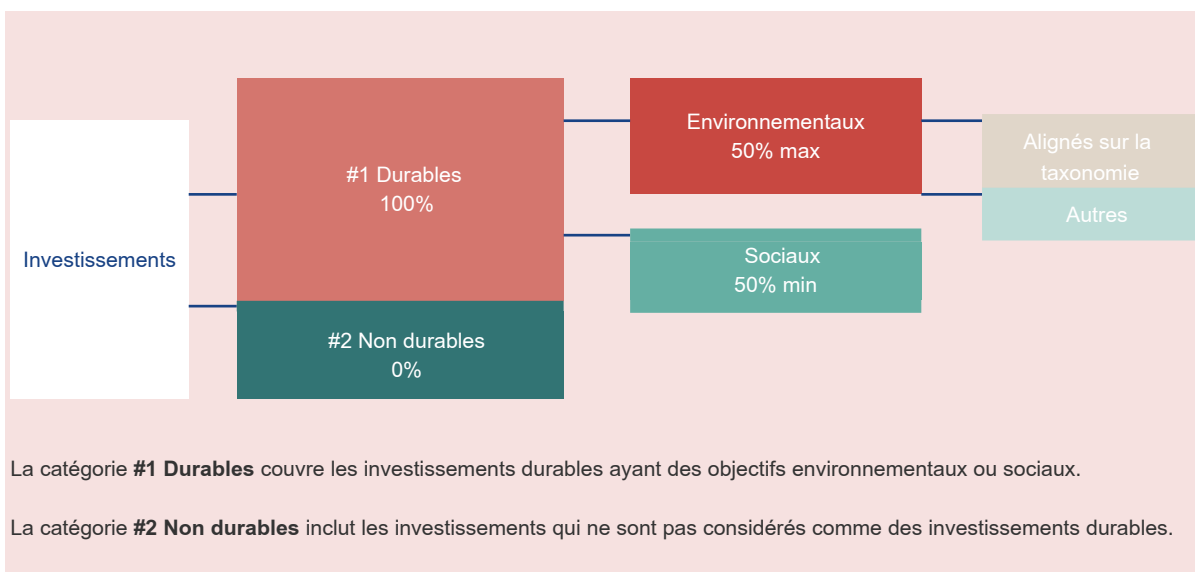 Investissements
#1 Durables
100%
#2 Non durables
0%
Environnementaux
50% max
Sociaux
50% min
Alignés sur la
taxonomie
Autres
La catégorie #1 Durables couvre les investissements durables ayant des objectifs environnementaux ou sociaux.
La catégorie #2 Non durables inclut les investissements qui ne sont pas considérés comme des investissements durables.